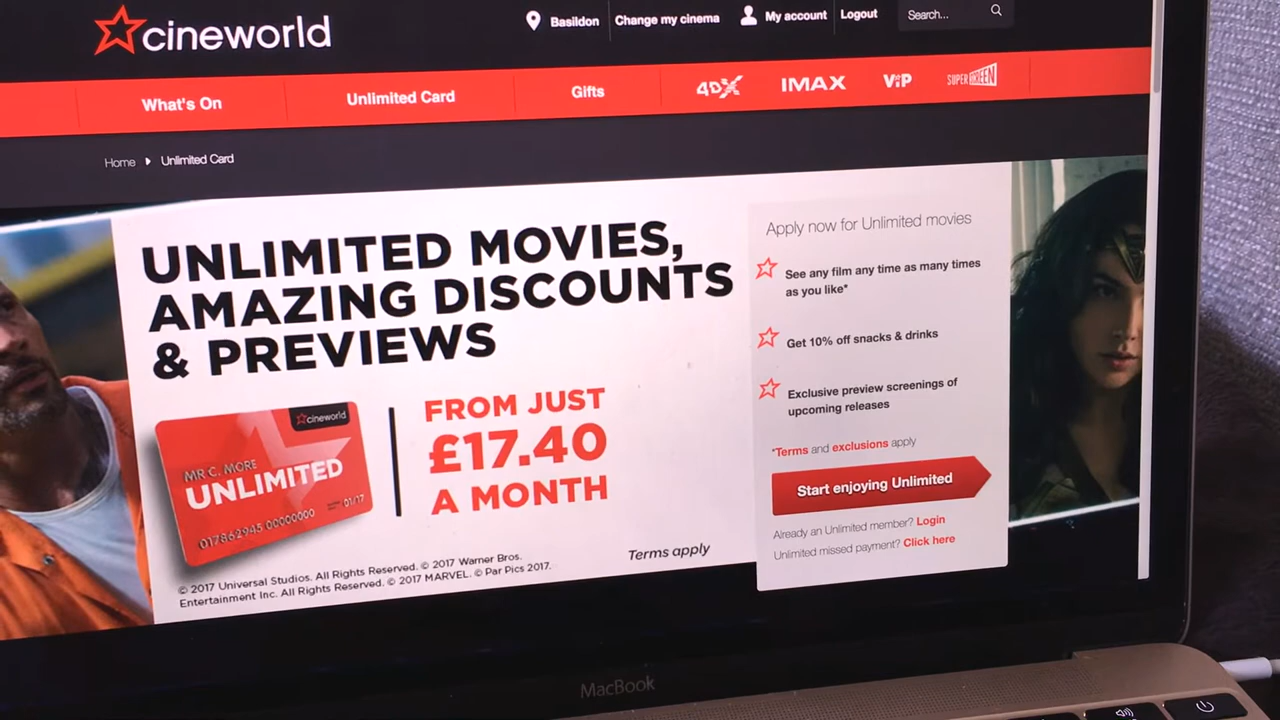 cineworld
Basildon
Change my cinema
My account
Logout
Search...
What's On
Unlimited Card
Gifts
4DX
IMAX
ViP
SUPERSCREEN
Home
Unlimited Card
UNLIMITED MOVIES,
AMAZING DISCOUNTS
& PREVIEWS
cineworld
MR C. MORE
UNLIMITED
01/17
017862945 00000000
FROM JUST
£17.40
A MONTH
Terms apply
© 2017 Universal Studios. All Rights Reserved. © 2017 Warner Bros.
Entertainment Inc. All Rights Reserved. © 2017 MARVEL. © Par Pics 2017.
Apply now for Unlimited movies
See any film any time as many times
as you like*
Get 10% off snacks & drinks
Exclusive preview screenings of
upcoming releases
*Terms and exclusions apply
Start enjoying Unlimited
Already an Unlimited member? Login
Unlimited missed payment? Click here
MacBook